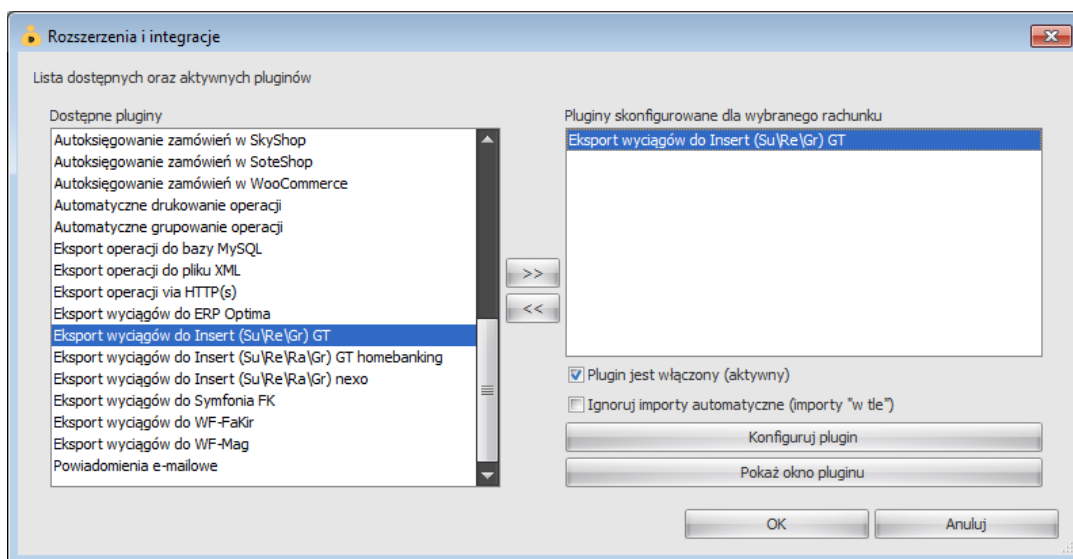 Rozszerzenia i integracje
Lista dostępnych oraz aktywnych pluginów
Dostępne pluginy
Autoksięgowanie zamówień w SkyShop
Autoksięgowanie zamówień w SoteShop
Autoksięgowanie zamówień w WooCommerce
Automatyczne drukowanie operacji
Automatyczne grupowanie operacji
Eksport operacji do bazy MySQL
Eksport operacji do pliku XML
Eksport operacji via HTTP(s)
Eksport wyciągów do ERP Optima
Eksport wyciągów do Insert (Su\Re\Gr) GT
Eksport wyciągów do Insert (Su\Re\Ra\Gr) GT homebanking
Eksport wyciągów do Insert (Su\Re\Ra\Gr) nexo
Eksport wyciągów do Symfonia FK
Eksport wyciągów do WF-FaKir
Eksport wyciągów do WF-Mag
Powiadomienia e-mailowe
>>
<<
Pluginy skonfigurowane dla wybranego rachunku
Eksport wyciągów do Insert (Su\Re\Gr) GT
Plugin jest włączony (aktywny)
Ignoruj importy automatyczne (importy "w tle")
Konfiguruj plugin
Pokaż okno pluginu
OK
Anuluj